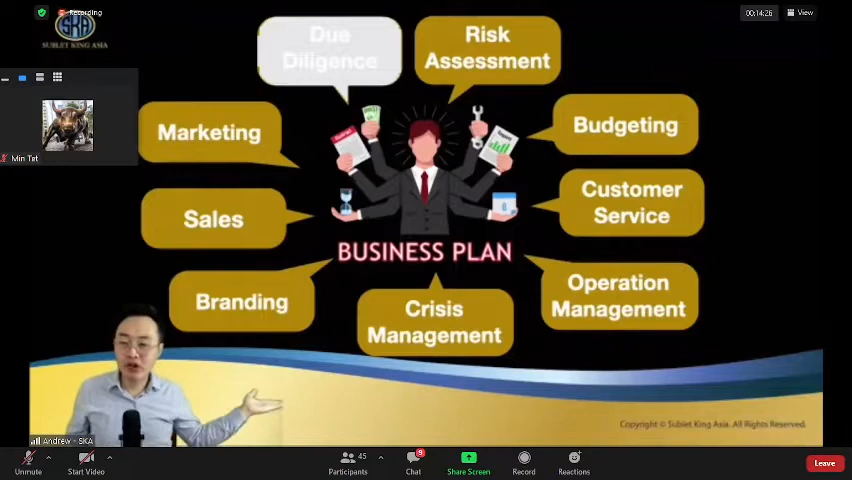 Recording
00:14:26
View
SKA
SUBLET KING ASIA
Due
Diligence
Risk
Assessment
Marketing
Budgeting
Min Tet
Sales
Customer
Service
BUSINESS PLAN
Branding
Operation
Management
Crisis
Management
Andrew - SKA
Copyright © Sublet King Asia. All Rights Reserved.
Unmute
Start Video
45
Participants
9
Chat
Share Screen
Record
Reactions
Leave